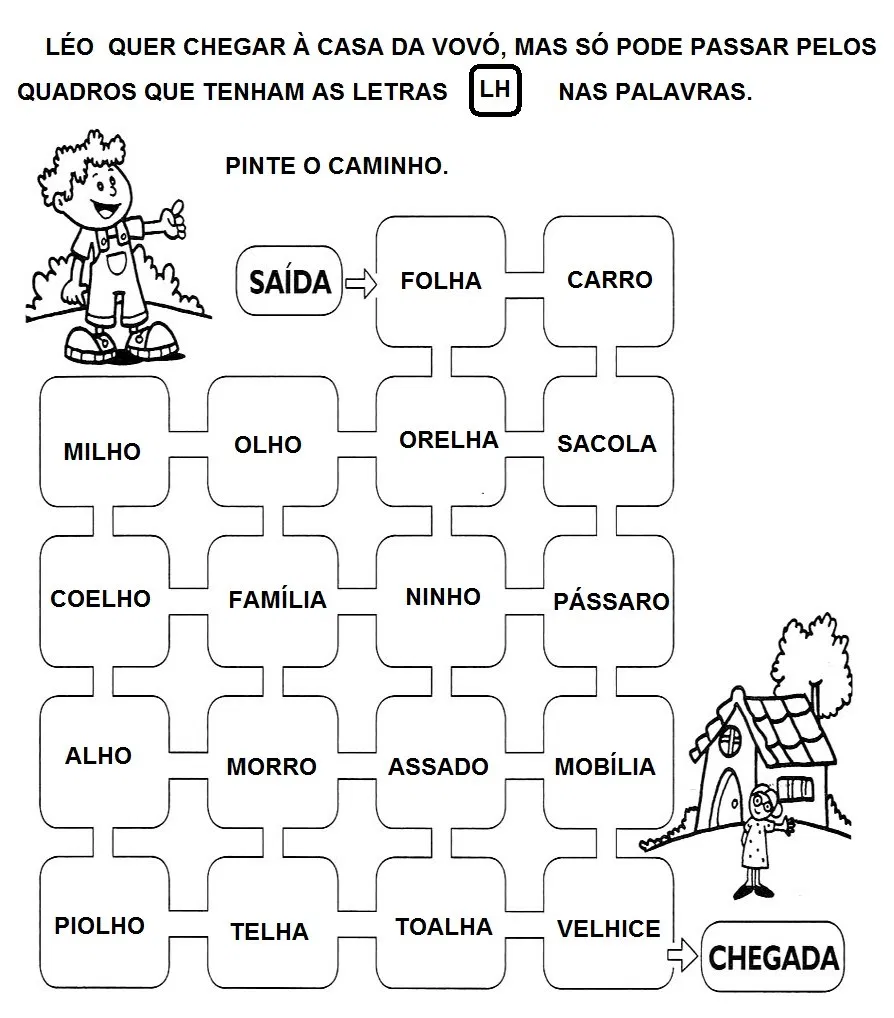 LÉO QUER CHEGAR À CASA DA VOVÓ, MAS SÓ PODE PASSAR PELOS
QUADROS QUE TENHAM AS LETRAS LH NAS PALAVRAS.
PINTE O CAMINHO.
SAÍDA FOLHA CARRO
MILHO OLHO ORELHA SACOLA
COELHO FAMÍLIA NINHO PÁSSARO
ALHO MORRO ASSADO MOBÍLIA
PIOLHO TELHA TOALHA VELHICE
CHEGADA